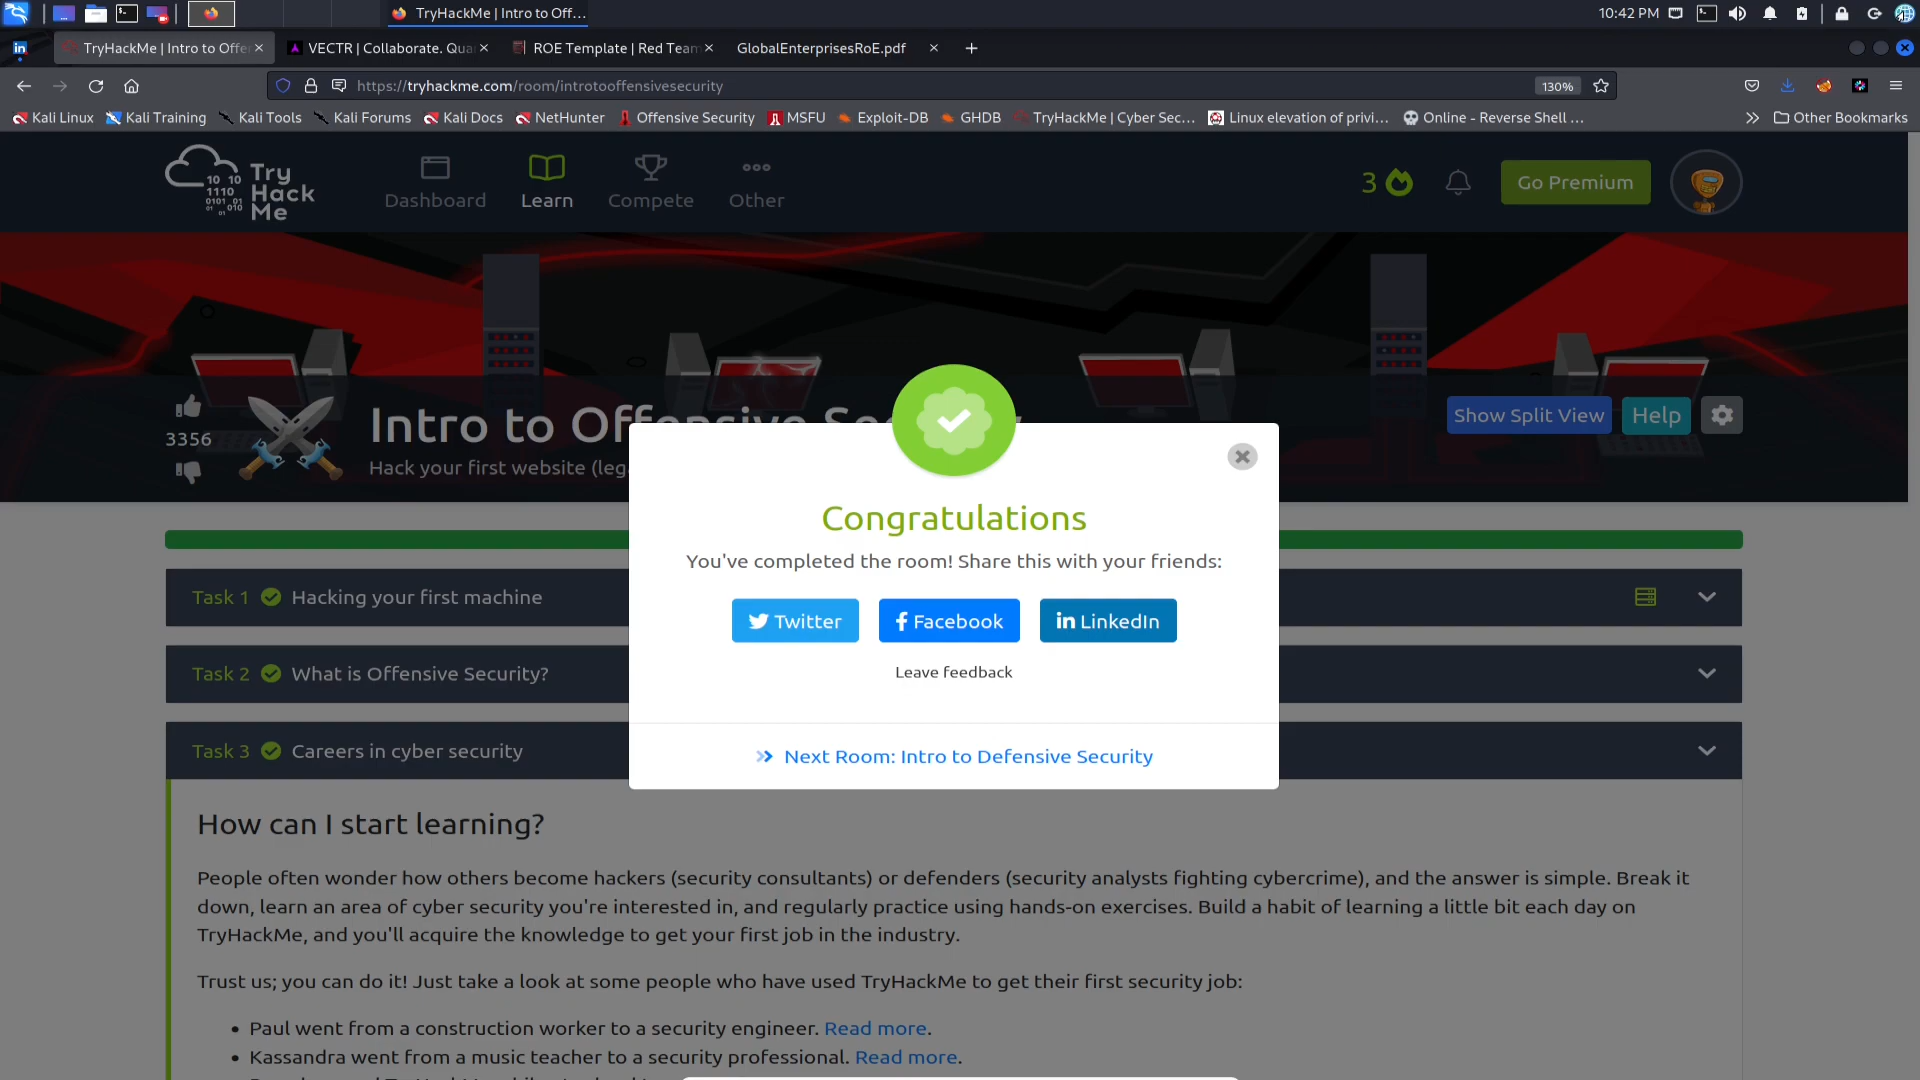 TryHackMe | Intro to Off...
10:42 PM
TryHackMe | Intro to Offe
VECTR | Collaborate. Qua
ROE Template | Red Team
GlobalEnterprisesRoE.pdf
https://tryhackme.com/room/introtooffensivesecurity
130%
Kali Linux
Kali Training
Kali Tools
Kali Forums
Kali Docs
NetHunter
Offensive Security
MSFU
Exploit-DB
GHDB
TryHackMe | Cyber Sec...
Linux elevation of privi...
Online - Reverse Shell ...
Other Bookmarks
Try
Hack
Me
10 10
1110
0101 01
01 010
Dashboard
Learn
Compete
Other
3
Go Premium
3356
Intro to Offensive Security
Hack your first website (leg
Show Split View
Help
Congratulations
You've completed the room! Share this with your friends:
Twitter
Facebook
LinkedIn
Leave feedback
Next Room: Intro to Defensive Security
Task 1
Hacking your first machine
Task 2
What is Offensive Security?
Task 3
Careers in cyber security
How can I start learning?
People often wonder how others become hackers (security consultants) or defenders (security analysts fighting cybercrime), and the answer is simple. Break it
down, learn an area of cyber security you're interested in, and regularly practice using hands-on exercises. Build a habit of learning a little bit each day on
TryHackMe, and you'll acquire the knowledge to get your first job in the industry.
Trust us; you can do it! Just take a look at some people who have used TryHackMe to get their first security job:
• Paul went from a construction worker to a security engineer. Read more.
• Kassandra went from a music teacher to a security professional. Read more.